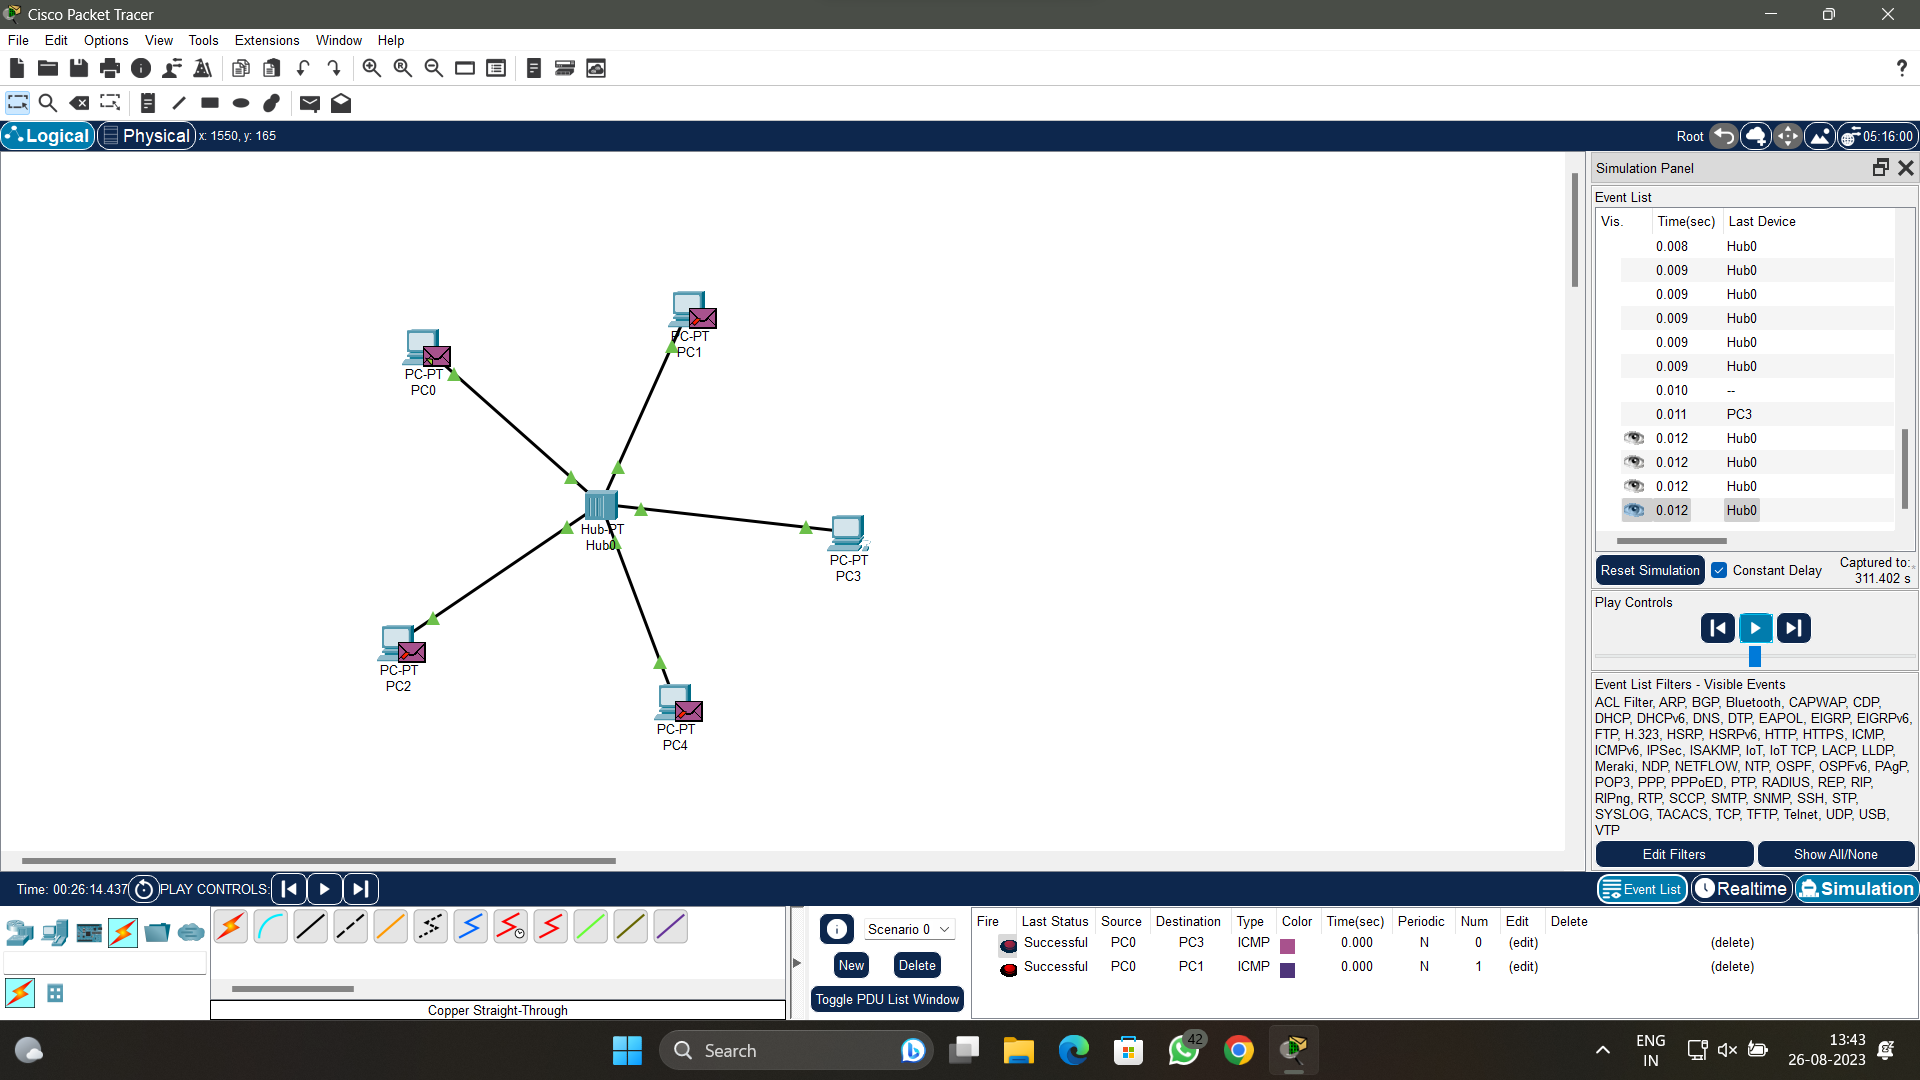 Cisco Packet Tracer
File Edit Options View Tools Extensions Window Help
Logical Physical x: 1550, y: 165 Root 05:16:00
PC-PT
PC1
PC-PT
PC0
Hub-PT
Hub0
PC-PT
PC3
PC-PT
PC2
PC-PT
PC4
Simulation Panel
Event List
Vis. Time(sec) Last Device
0.008 Hub0
0.009 Hub0
0.009 Hub0
0.009 Hub0
0.009 Hub0
0.009 Hub0
0.010 --
0.011 PC3
0.012 Hub0
0.012 Hub0
0.012 Hub0
0.012 Hub0
Reset Simulation Constant Delay Captured to:
311.402 s
Play Controls
Event List Filters - Visible Events
ACL Filter, ARP, BGP, Bluetooth, CAPWAP, CDP,
DHCP, DHCPv6, DNS, DTP, EAPOL, EIGRP, EIGRPv6,
FTP, H.323, HSRP, HSRPv6, HTTP, HTTPS, ICMP,
ICMPv6, IPSec, ISAKMP, IoT, IoT TCP, LACP, LLDP,
Meraki, NDP, NETFLOW, NTP, OSPF, OSPFv6, PAgP,
POP3, PPP, PPPoED, PTP, RADIUS, REP, RIP,
RIPng, RTP, SCCP, SMTP, SNMP, SSH, STP,
SYSLOG, TACACS, TCP, TFTP, Telnet, UDP, USB,
VTP
Edit Filters Show All/None
Time: 00:26:14.437 PLAY CONTROLS: Event List Realtime Simulation
Scenario 0
New Delete
Toggle PDU List Window
Fire Last Status Source Destination Type Color Time(sec) Periodic Num Edit Delete
Successful PC0 PC3 ICMP 0.000 N 0 (edit) (delete)
Successful PC0 PC1 ICMP 0.000 N 1 (edit) (delete)
Copper Straight-Through
Search
42
ENG
IN
13:43
26-08-2023